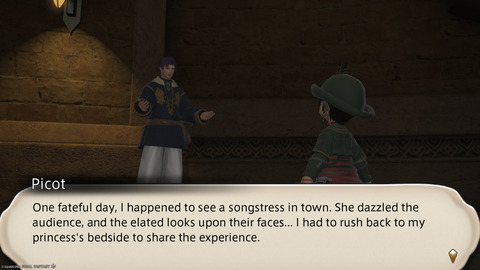 Picot
One fateful day, I happened to see a songstress in town. She dazzled the
audience, and the elated looks upon their faces... I had to rush back to my
princess's bedside to share the experience.